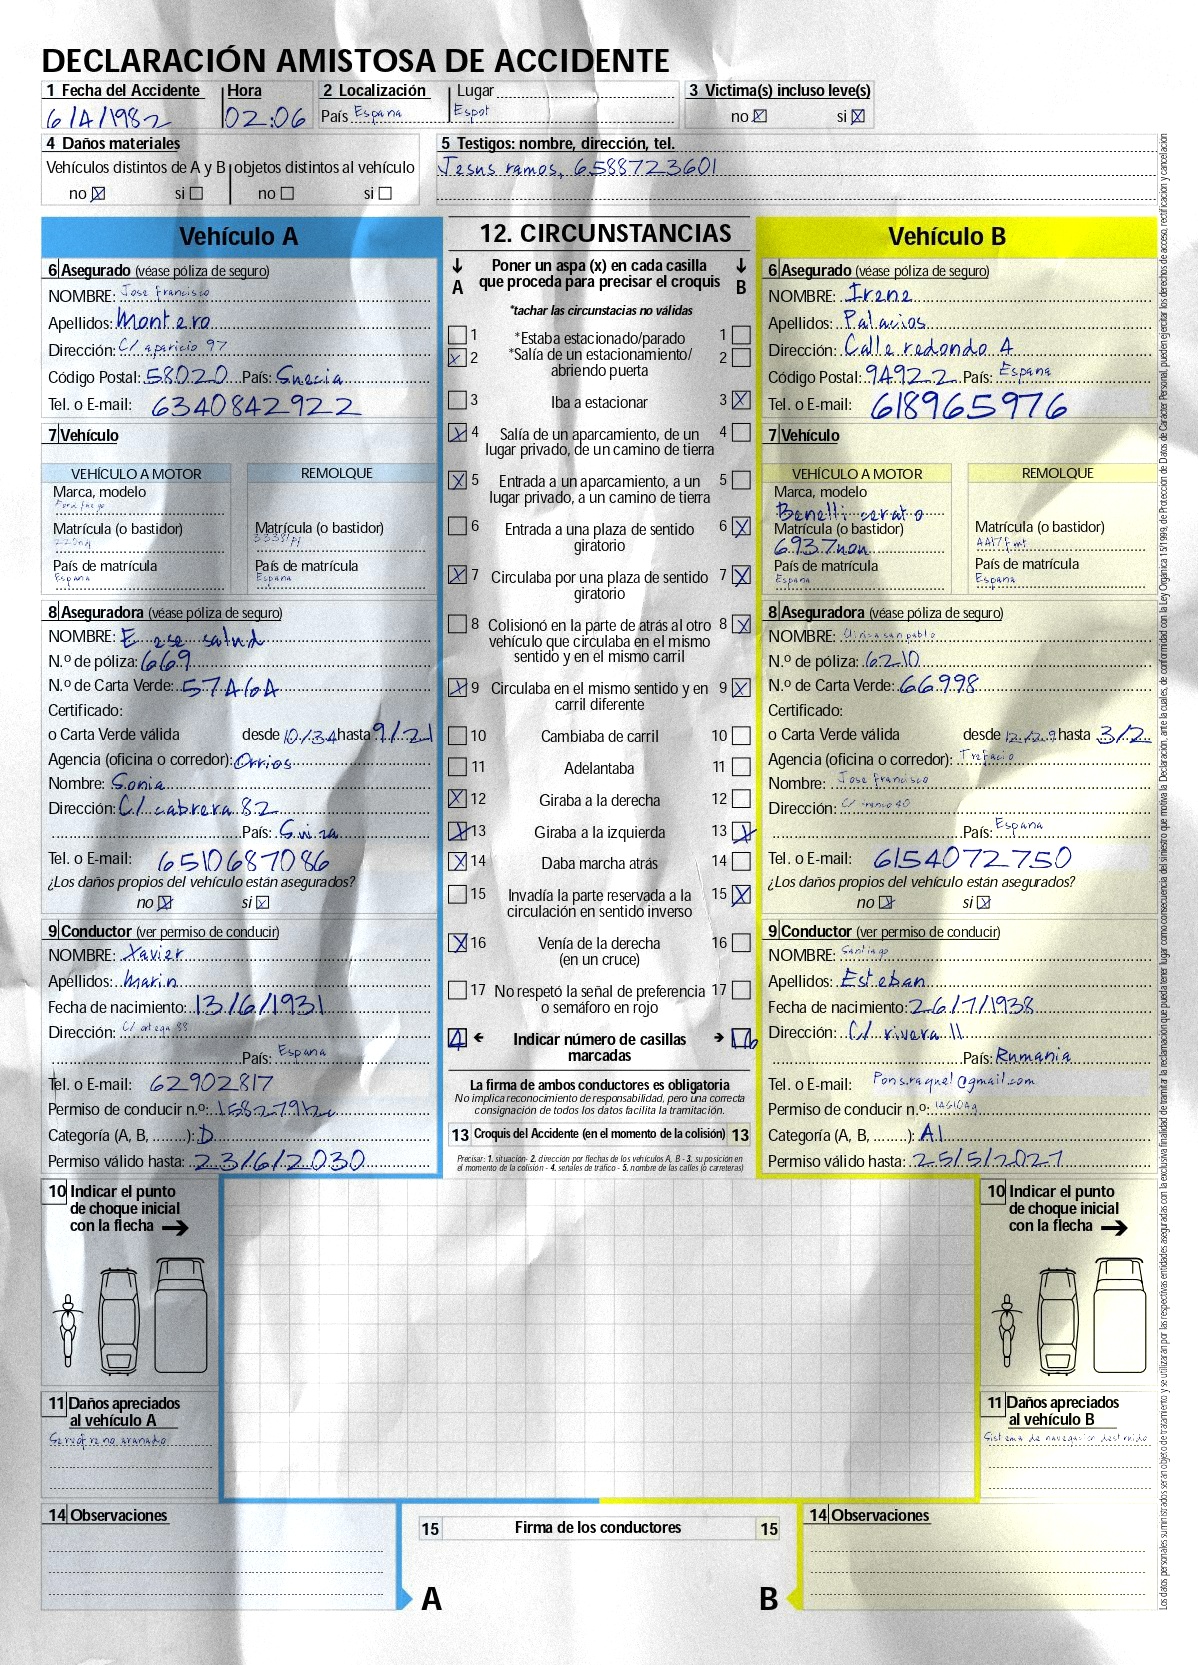 DECLARACIÓN AMISTOSA DE ACCIDENTE
1 Fecha del Accidente Hora 2 Localización Lugar 3 Victima(s) incluso leve(s)
6/4/1982 02:06 País España Espot no si
4 Daños materiales 5 Testigos: nombre, dirección, tel.
Vehículos distintos de A y B objetos distintos al vehículo Jesus ramos, 6588723601
no si no si
Vehículo A
6 Asegurado (véase póliza de seguro)
NOMBRE: Jose Francisco
Apellidos: Montero
Dirección: C/ aparicio 97
Código Postal: 58020 País: Suecia
Tel. o E-mail: 6340842922
7 Vehículo
VEHÍCULO A MOTOR REMOLQUE
Marca, modelo
Matrícula (o bastidor) Matrícula (o bastidor)
País de matrícula País de matrícula
España España
8 Aseguradora (véase póliza de seguro)
NOMBRE: E ese salud
N.º de póliza: 669
N.º de Carta Verde: 57464
Certificado:
o Carta Verde válida desde 10/34 hasta 9/21
Agencia (oficina o corredor): Orrios
Nombre: Sonia
Dirección: C/ cabrera 82
País: Suiza
Tel. o E-mail: 6510687086
¿Los daños propios del vehículo están asegurados?
no si
9 Conductor (ver permiso de conducir)
NOMBRE: Xavier
Apellidos: Marin
Fecha de nacimiento: 13/6/1931
Dirección: C/ ortega 88
País: España
Tel. o E-mail: 62902817
Permiso de conducir n.º:
Categoría (A, B, ........): D
Permiso válido hasta: 23/6/2030
12. CIRCUNSTANCIAS
A Poner un aspa (x) en cada casilla B
que proceda para precisar el croquis
*tachar las circunstacias no válidas
1 *Estaba estacionado/parado 1
2 *Salía de un estacionamiento/ 2
abriendo puerta
3 Iba a estacionar 3
4 Salía de un aparcamiento, de un 4
lugar privado, de un camino de tierra
5 Entrada a un aparcamiento, a un 5
lugar privado, a un camino de tierra
6 Entrada a una plaza de sentido 6
giratorio
7 Circulaba por una plaza de sentido 7
giratorio
8 Colisionó en la parte de atrás al otro 8
vehículo que circulaba en el mismo
sentido y en el mismo carril
9 Circulaba en el mismo sentido y en 9
carril diferente
10 Cambiaba de carril 10
11 Adelantaba 11
12 Giraba a la derecha 12
13 Giraba a la izquierda 13
14 Daba marcha atrás 14
15 Invadía la parte reservada a la 15
circulación en sentido inverso
16 Venía de la derecha 16
(en un cruce)
17 No respetó la señal de preferencia 17
o semáforo en rojo
4 Indicar número de casillas 16
marcadas
La firma de ambos conductores es obligatoria
No implica reconocimiento de responsabilidad, pero una correcta
consignación de todos los datos facilita la tramitación.
13 Croquis del Accidente (en el momento de la colisión) 13
Precisar: 1. situación- 2. dirección por flechas de los vehículos A, B - 3. su posición en
el momento de la colisión - 4. señales de tráfico - 5. nombre de las calles (o carreteras)
Vehículo B
6 Asegurado (véase póliza de seguro)
NOMBRE: Irene
Apellidos: Palacios
Dirección: Calle redondo 4
Código Postal: 94922 País: España
Tel. o E-mail: 618965976
7 Vehículo
VEHÍCULO A MOTOR REMOLQUE
Marca, modelo
Benelli cerato
Matrícula (o bastidor) Matrícula (o bastidor)
6937non
País de matrícula País de matrícula
España España
8 Aseguradora (véase póliza de seguro)
NOMBRE: Clinica san pablo
N.º de póliza: 6210
N.º de Carta Verde: 66998
Certificado:
o Carta Verde válida desde 12/29 hasta 3/2
Agencia (oficina o corredor): Trefacio
Nombre: Jose Francisco
Dirección: C/ franco 40
País: España
Tel. o E-mail: 6154072750
¿Los daños propios del vehículo están asegurados?
no si
9 Conductor (ver permiso de conducir)
NOMBRE: Santiago
Apellidos: Esteban
Fecha de nacimiento: 26/7/1938
Dirección: C/ rivera 11
País: Rumania
Tel. o E-mail: Pons.raquel@gmail.com
Permiso de conducir n.º:
Categoría (A, B, ........): A1
Permiso válido hasta: 25/5/2027
10 Indicar el punto
de choque inicial
con la flecha
11 Daños apreciados
al vehículo A
14 Observaciones
10 Indicar el punto
de choque inicial
con la flecha
11 Daños apreciados
al vehículo B
Sistema de navegacion destruido
14 Observaciones
15 Firma de los conductores 15
A B
Los datos personales suministrados seran objeto de tratamiento y se utilizaran por las respectivas entidades aseguradas con la exclusiva finalidad de tramitar la reclamación que pueda tener lugar como consecuencia del siniestro que motiva la Declaración, ante la cuales, de conformidad con la Ley Organica 15/1999, de Protección de Datos de Carácter Personal, pueden ejercitar los derechos de acceso, rectificación y cancelación